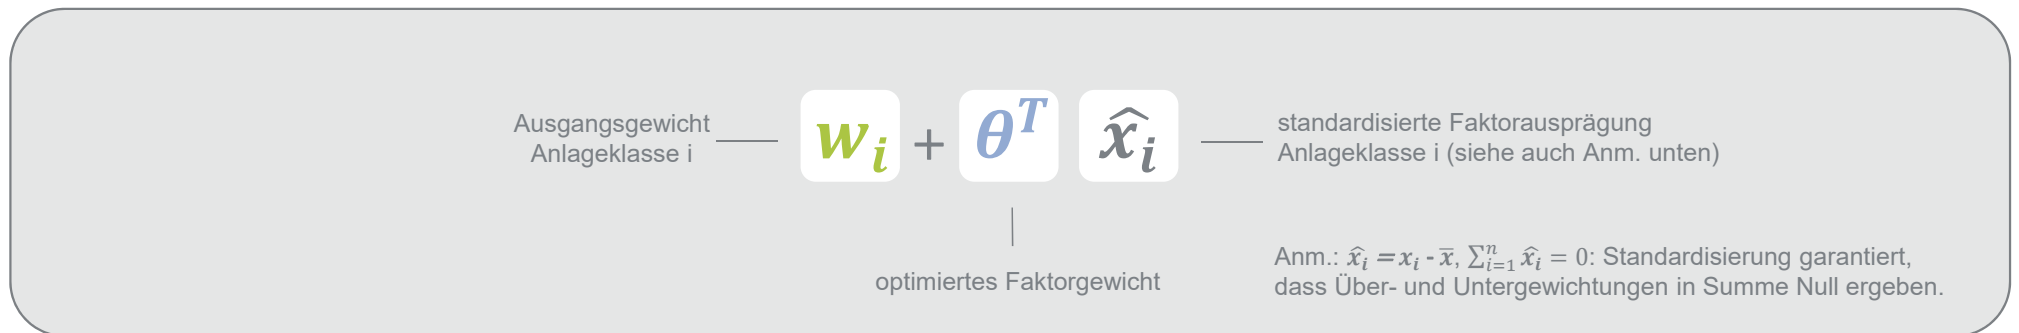 Ausgangsgewicht
Anlageklasse i
w_i + θ^T x̂_i
standardisierte Faktorausprägung
Anlageklasse i (siehe auch Anm. unten)
optimiertes Faktorgewicht
Anm.: x̂_i = x_i - x̅, ∑_{i=1}^n x̂_i = 0: Standardisierung garantiert,
dass Über- und Untergewichtungen in Summe Null ergeben.